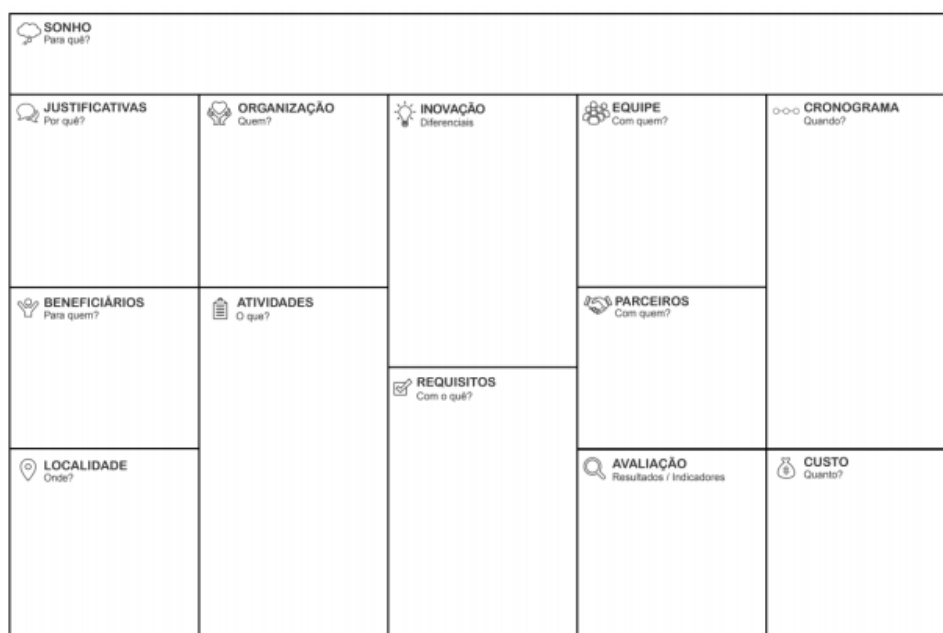 SONHO
Para quê?
JUSTIFICATIVAS
Por quê?
ORGANIZAÇÃO
Quem?
INOVAÇÃO
Diferenciais
EQUIPE
Com quem?
CRONOGRAMA
Quando?
BENEFICIÁRIOS
Para quem?
ATIVIDADES
O que?
PARCEIROS
Com quem?
REQUISITOS
Com o quê?
LOCALIDADE
Onde?
AVALIAÇÃO
Resultados / Indicadores
CUSTO
Quanto?